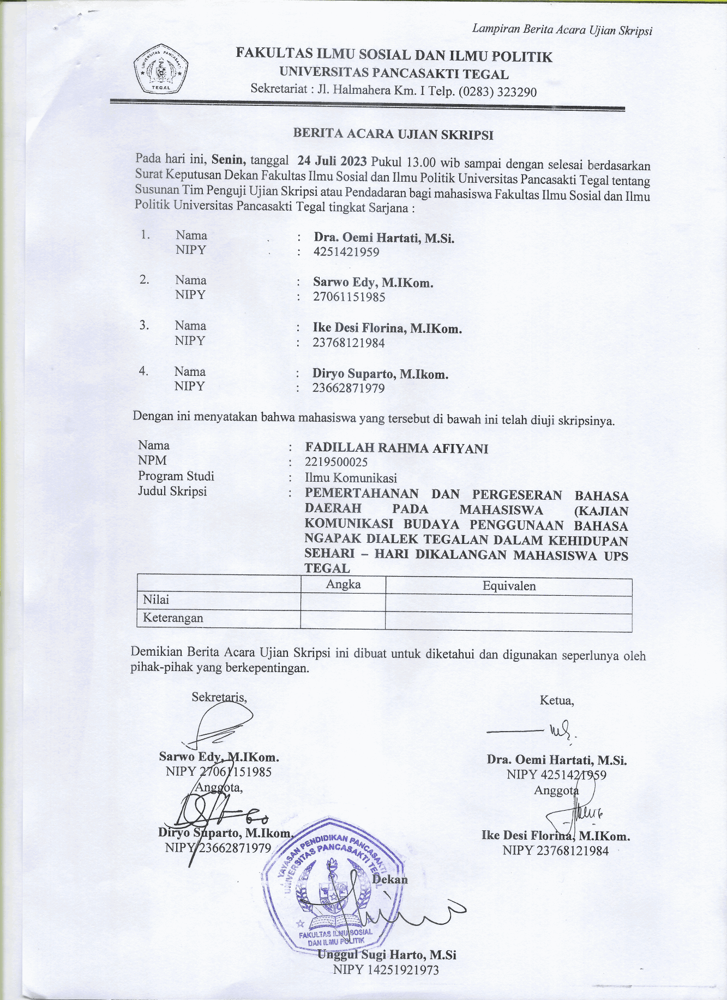 Lampiran Berita Acara Ujian Skripsi
UNIVERSITAS PANCASAKTI
TEGAL
FAKULTAS ILMU SOSIAL DAN ILMU POLITIK
UNIVERSITAS PANCASAKTI TEGAL
Sekretariat : Jl. Halmahera Km. I Telp. (0283) 323290
BERITA ACARA UJIAN SKRIPSI
Pada hari ini, Senin, tanggal 24 Juli 2023 Pukul 13.00 wib sampai dengan selesai berdasarkan
Surat Keputusan Dekan Fakultas Ilmu Sosial dan Ilmu Politik Universitas Pancasakti Tegal tentang
Susunan Tim Penguji Ujian Skripsi atau Pendadaran bagi mahasiswa Fakultas Ilmu Sosial dan Ilmu
Politik Universitas Pancasakti Tegal tingkat Sarjana :
1. Nama : Dra. Oemi Hartati, M.Si.
NIPY : 4251421959
2. Nama : Sarwo Edy, M.IKom.
NIPY : 27061151985
3. Nama : Ike Desi Florina, M.IKom.
NIPY : 23768121984
4. Nama : Diryo Suparto, M.Ikom.
NIPY : 23662871979
Dengan ini menyatakan bahwa mahasiswa yang tersebut di bawah ini telah diuji skripsinya.
Nama : FADILLAH RAHMA AFIYANI
NPM : 2219500025
Program Studi : Ilmu Komunikasi
Judul Skripsi : PEMERTAHANAN DAN PERGESERAN BAHASA
DAERAH PADA MAHASISWA (KAJIAN
KOMUNIKASI BUDAYA PENGGUNAAN BAHASA
NGAPAK DIALEK TEGALAN DALAM KEHIDUPAN
SEHARI – HARI DIKALANGAN MAHASISWA UPS
TEGAL
Angka Equivalen
Nilai
Keterangan
Demikian Berita Acara Ujian Skripsi ini dibuat untuk diketahui dan digunakan seperlunya oleh
pihak-pihak yang berkepentingan.
Sekretaris,
Sarwo Edy, M.IKom.
NIPY 27061151985
Anggota,
Diryo Suparto, M.Ikom.
NIPY 23662871979
Ketua,
Dra. Oemi Hartati, M.Si.
NIPY 4251421959
Anggota
Ike Desi Florina, M.IKom.
NIPY 23768121984
YAYASAN PENDIDIKAN PANCASAKTI
UNIVERSITAS PANCASAKTI TEGAL
Dekan
FAKULTAS ILMU SOSIAL
DAN ILMU POLITIK
Unggul Sugi Harto, M.Si
NIPY 14251921973